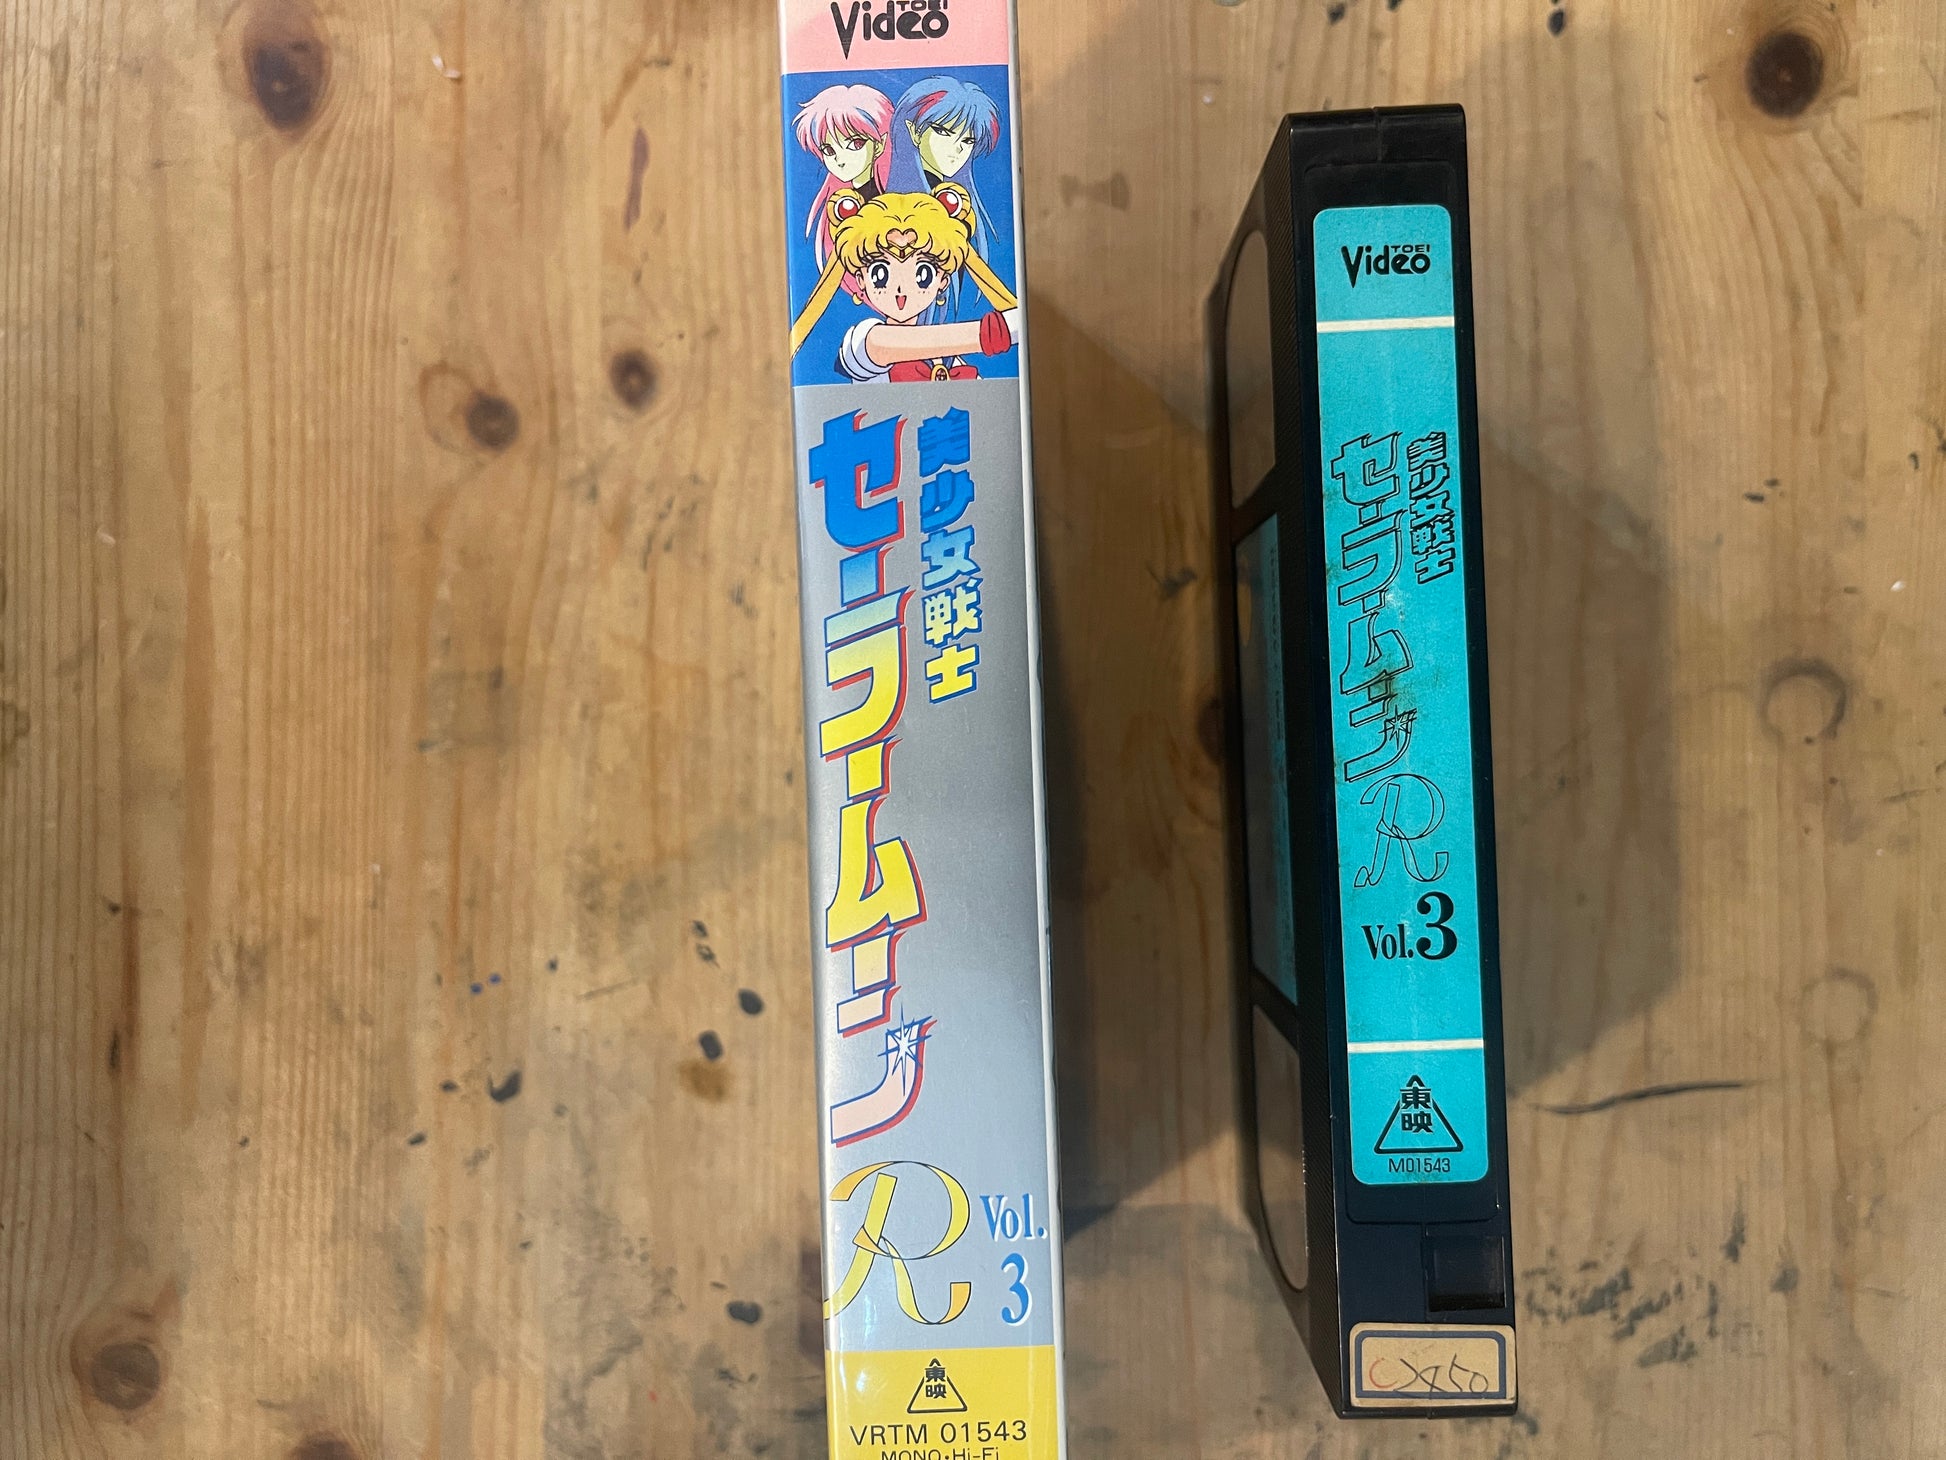 TOEI
Video
美少女戦士
セーラームーン
R
Vol.
3
東映
VRTM 01543
MONO・Hi-Fi
TOEI
Video
美少女戦士
セーラームーン
R
Vol.3
東映
M01543